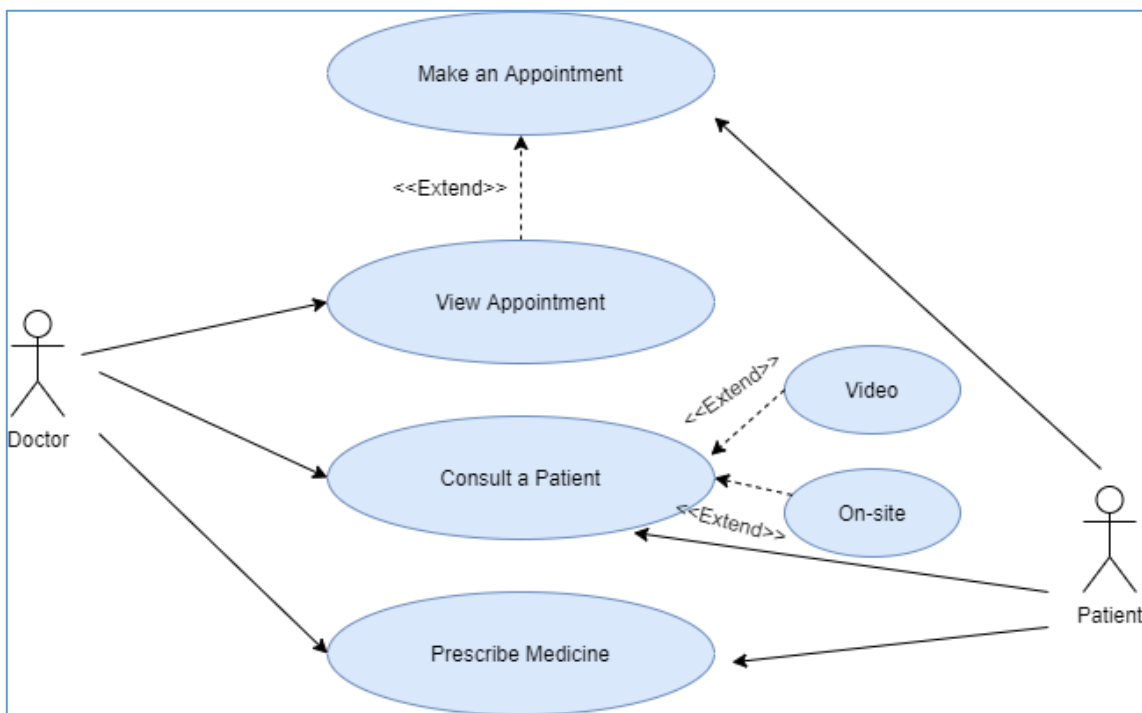 Make an Appointment
<<Extend>>
View Appointment
<<Extend>>
Video
Doctor
Consult a Patient
On-site
<<Extend>>
Prescribe Medicine
Patient